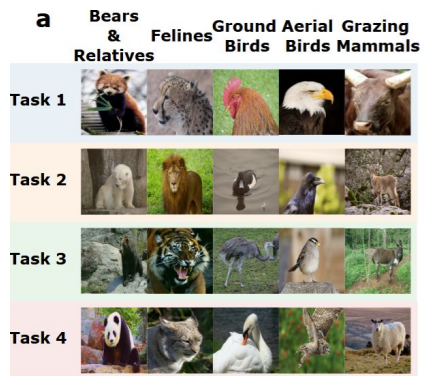 a
Bears & Relatives
Felines
Ground Birds
Aerial Birds
Grazing Mammals
Task 1
Task 2
Task 3
Task 4